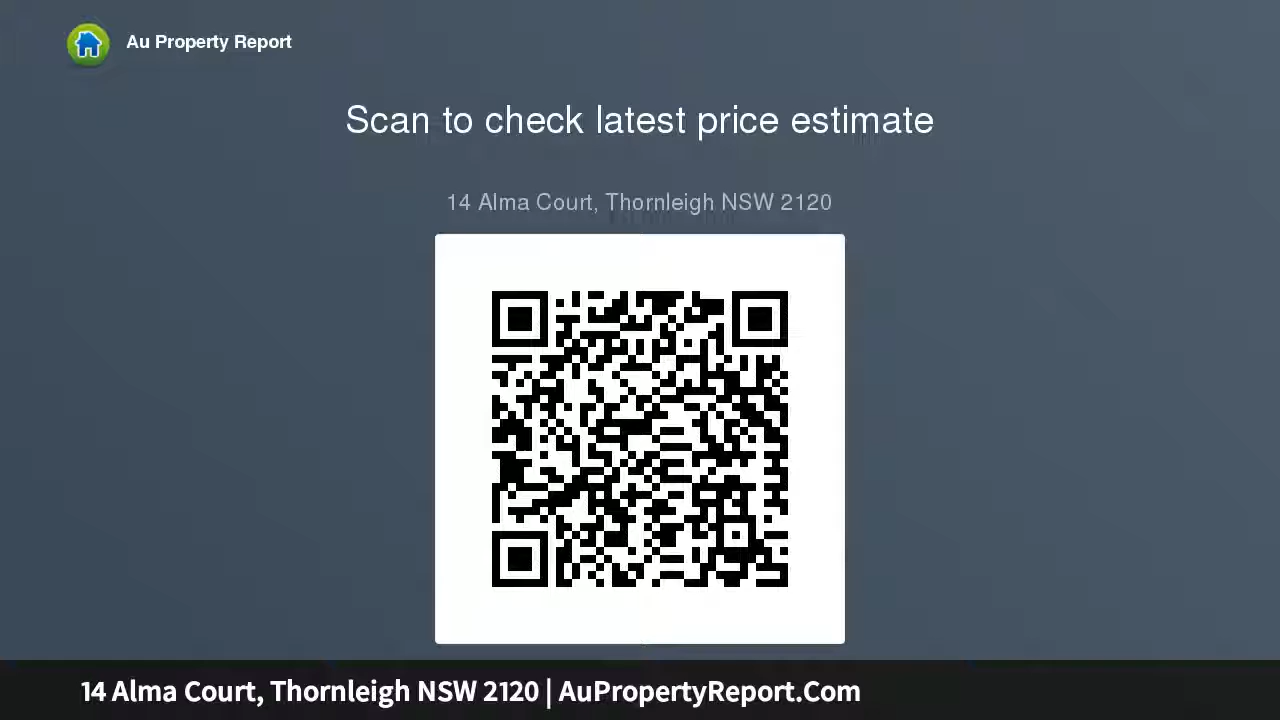 Au Property Report
Scan to check latest price estimate
14 Alma Court, Thornleigh NSW 2120
14 Alma Court, Thornleigh NSW 2120 | AuPropertyReport.Com